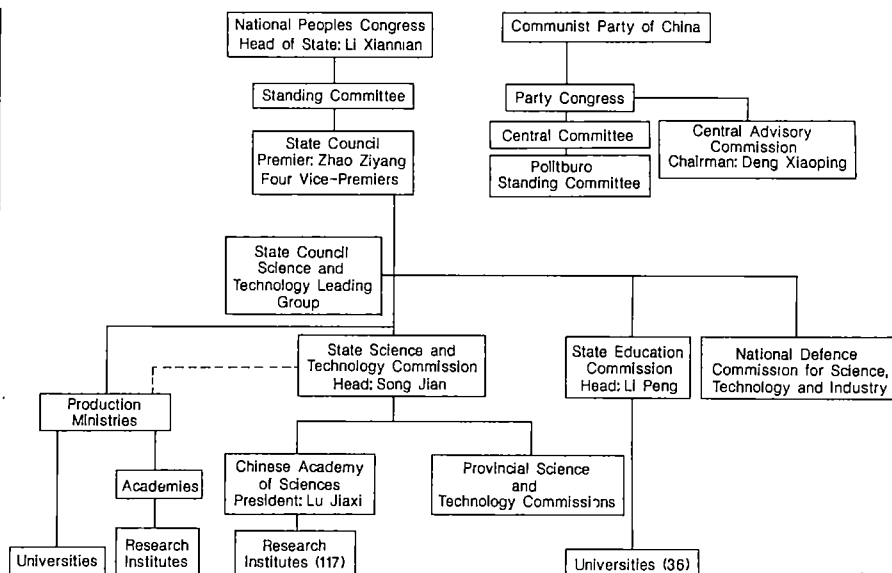 National Peoples Congress
Head of State: Li Xiannian
Communist Party of China
Standing Committee
Party Congress
State Council
Premier: Zhao Ziyang
Four Vice-Premiers
Central Committee
Politburo
Standing Committee
Central Advisory
Commission
Chairman: Deng Xiaoping
State Council
Science and
Technology Leading
Group
State Science and
Technology Commission
Head: Song Jian
State Education
Commission
Head: Li Peng
National Defence
Commission for Science,
Technology and Industry
Production
Ministries
Academies
Chinese Academy
of Sciences
President: Lu Jiaxi
Provincial Science
and
Technology Commissions
Universities
Research
Institutes
Research
Institutes (117)
Universities (36)